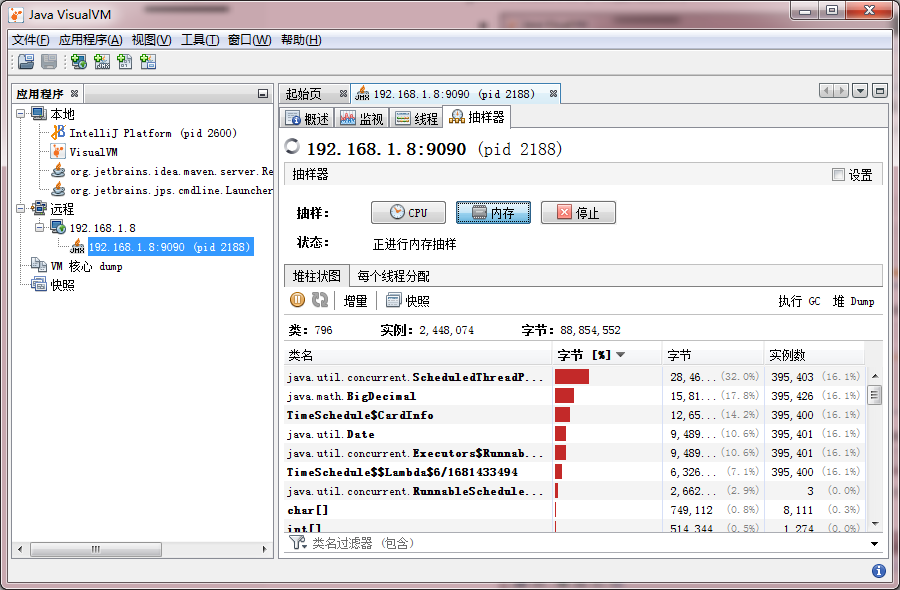 Java VisualVM
文件(F) 应用程序(A) 视图(V) 工具(T) 窗口(W) 帮助(H)
应用程序
本地
IntelliJ Platform (pid 2600)
VisualVM
org.jetbrains.idea.maven.server.Re
org.jetbrains.jps.cmdline.Launcher
远程
192.168.1.8
192.168.1.8:9090 (pid 2188)
VM 核心 dump
快照
起始页 192.168.1.8:9090 (pid 2188)
概述 监视 线程 抽样器
192.168.1.8:9090 (pid 2188)
抽样器 设置
抽样: CPU 内存 停止
状态: 正进行内存抽样
堆柱状图 每个线程分配
增量 快照 执行 GC 堆 Dump
类: 796 实例: 2,448,074 字节: 88,854,552
类名 字节 [%] 字节 实例数
java.util.concurrent.ScheduledThreadP... 28,46... (32.0%) 395,403 (16.1%)
java.math.BigDecimal 15,81... (17.8%) 395,426 (16.1%)
TimeSchedule$CardInfo 12,65... (14.2%) 395,400 (16.1%)
java.util.Date 9,489... (10.6%) 395,401 (16.1%)
java.util.concurrent.Executors$Runnab... 9,489... (10.6%) 395,401 (16.1%)
TimeSchedule$$Lambda$6/1681433494 6,326... (7.1%) 395,400 (16.1%)
java.util.concurrent.RunnableSchedule... 2,662... (2.9%) 3 (0.0%)
char[] 749,112 (0.8%) 8,111 (0.3%)
int[] 514,344 (0.5%) 1,274 (0.0%)
类名过滤器 (包含)